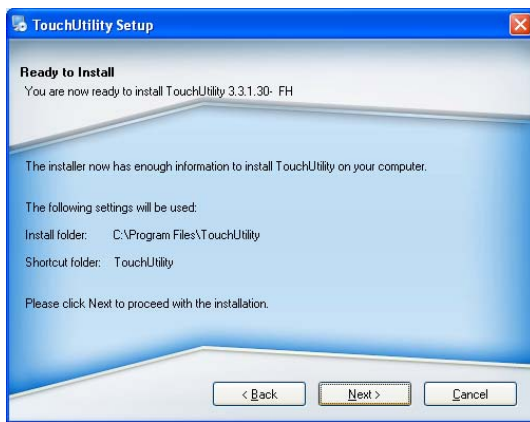 TouchUtility Setup
Ready to Install
You are now ready to install TouchUtility 3.3.1.30- FH
The installer now has enough information to install TouchUtility on your computer.
The following settings will be used:
Install folder: C:\Program Files\TouchUtility
Shortcut folder: TouchUtility
Please click Next to proceed with the installation.
< Back Next > Cancel